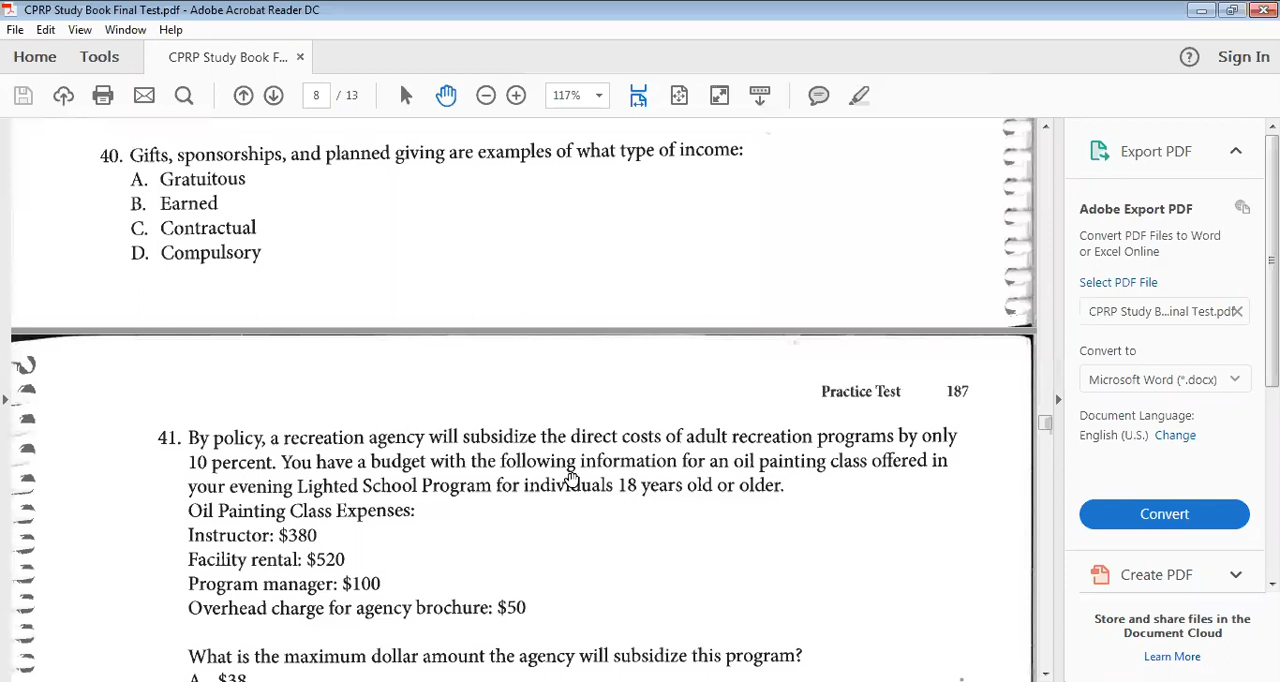 CPRP Study Book Final Test.pdf - Adobe Acrobat Reader DC
File Edit View Window Help
Home Tools CPRP Study Book F... × Sign In
8 / 13 117%
40. Gifts, sponsorships, and planned giving are examples of what type of income:
A. Gratuitous
B. Earned
C. Contractual
D. Compulsory
Practice Test 187
41. By policy, a recreation agency will subsidize the direct costs of adult recreation programs by only
10 percent. You have a budget with the following information for an oil painting class offered in
your evening Lighted School Program for individuals 18 years old or older.
Oil Painting Class Expenses:
Instructor: $380
Facility rental: $520
Program manager: $100
Overhead charge for agency brochure: $50
What is the maximum dollar amount the agency will subsidize this program?
A. $38
Export PDF
Adobe Export PDF
Convert PDF Files to Word
or Excel Online
Select PDF File
CPRP Study B...inal Test.pdf
Convert to
Microsoft Word (*.docx)
Document Language:
English (U.S.) Change
Convert
Create PDF
Store and share files in the
Document Cloud
Learn More